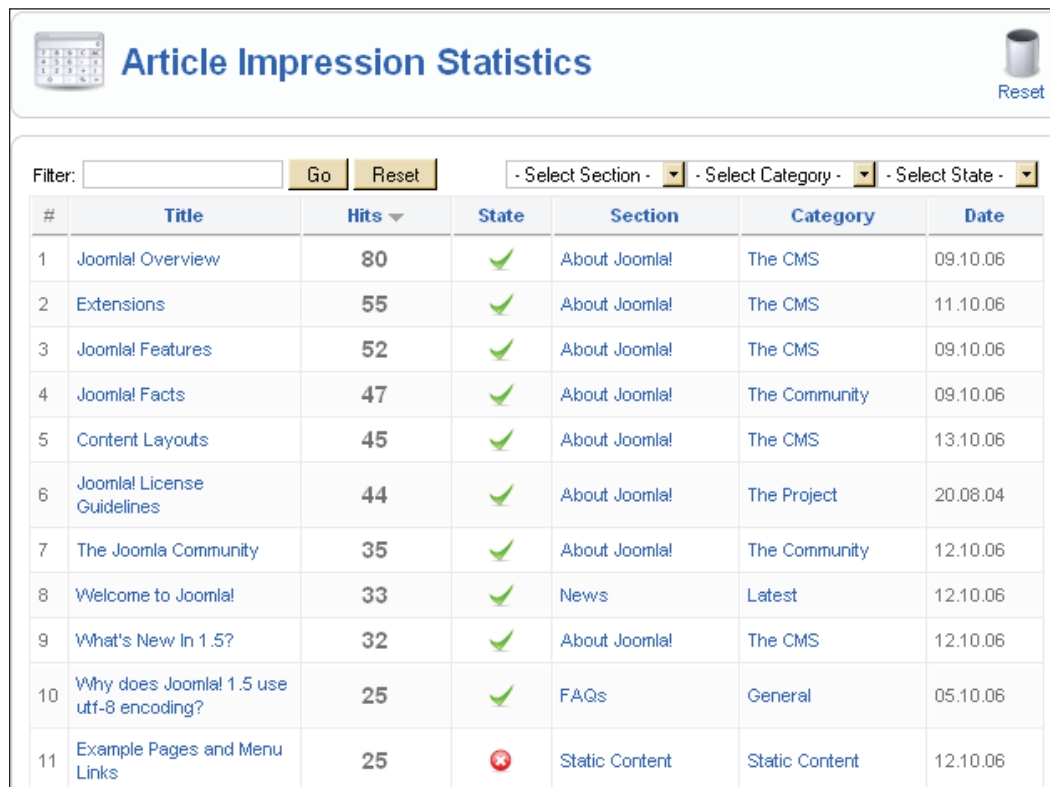 Article Impression Statistics
Reset
Filter: Go Reset - Select Section - - Select Category - - Select State -
# Title Hits State Section Category Date
1 Joomla! Overview 80 About Joomla! The CMS 09.10.06
2 Extensions 55 About Joomla! The CMS 11.10.06
3 Joomla! Features 52 About Joomla! The CMS 09.10.06
4 Joomla! Facts 47 About Joomla! The Community 09.10.06
5 Content Layouts 45 About Joomla! The CMS 13.10.06
6 Joomla! License
Guidelines 44 About Joomla! The Project 20.08.04
7 The Joomla Community 35 About Joomla! The Community 12.10.06
8 Welcome to Joomla! 33 News Latest 12.10.06
9 What's New In 1.5? 32 About Joomla! The CMS 12.10.06
10 Why does Joomla! 1.5 use
utf-8 encoding? 25 FAQs General 05.10.06
11 Example Pages and Menu
Links 25 Static Content Static Content 12.10.06